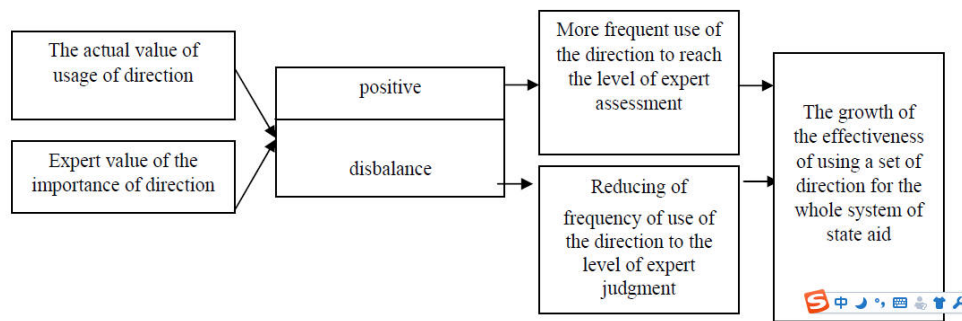 The actual value of
usage of direction
Expert value of the
importance of direction
positive
disbalance
More frequent use of
the direction to reach
the level of expert
assessment
Reducing of
frequency of use of
the direction to the
level of expert
judgment
The growth of
the effectiveness
of using a set of
direction for the
whole system of
state aid
S 中